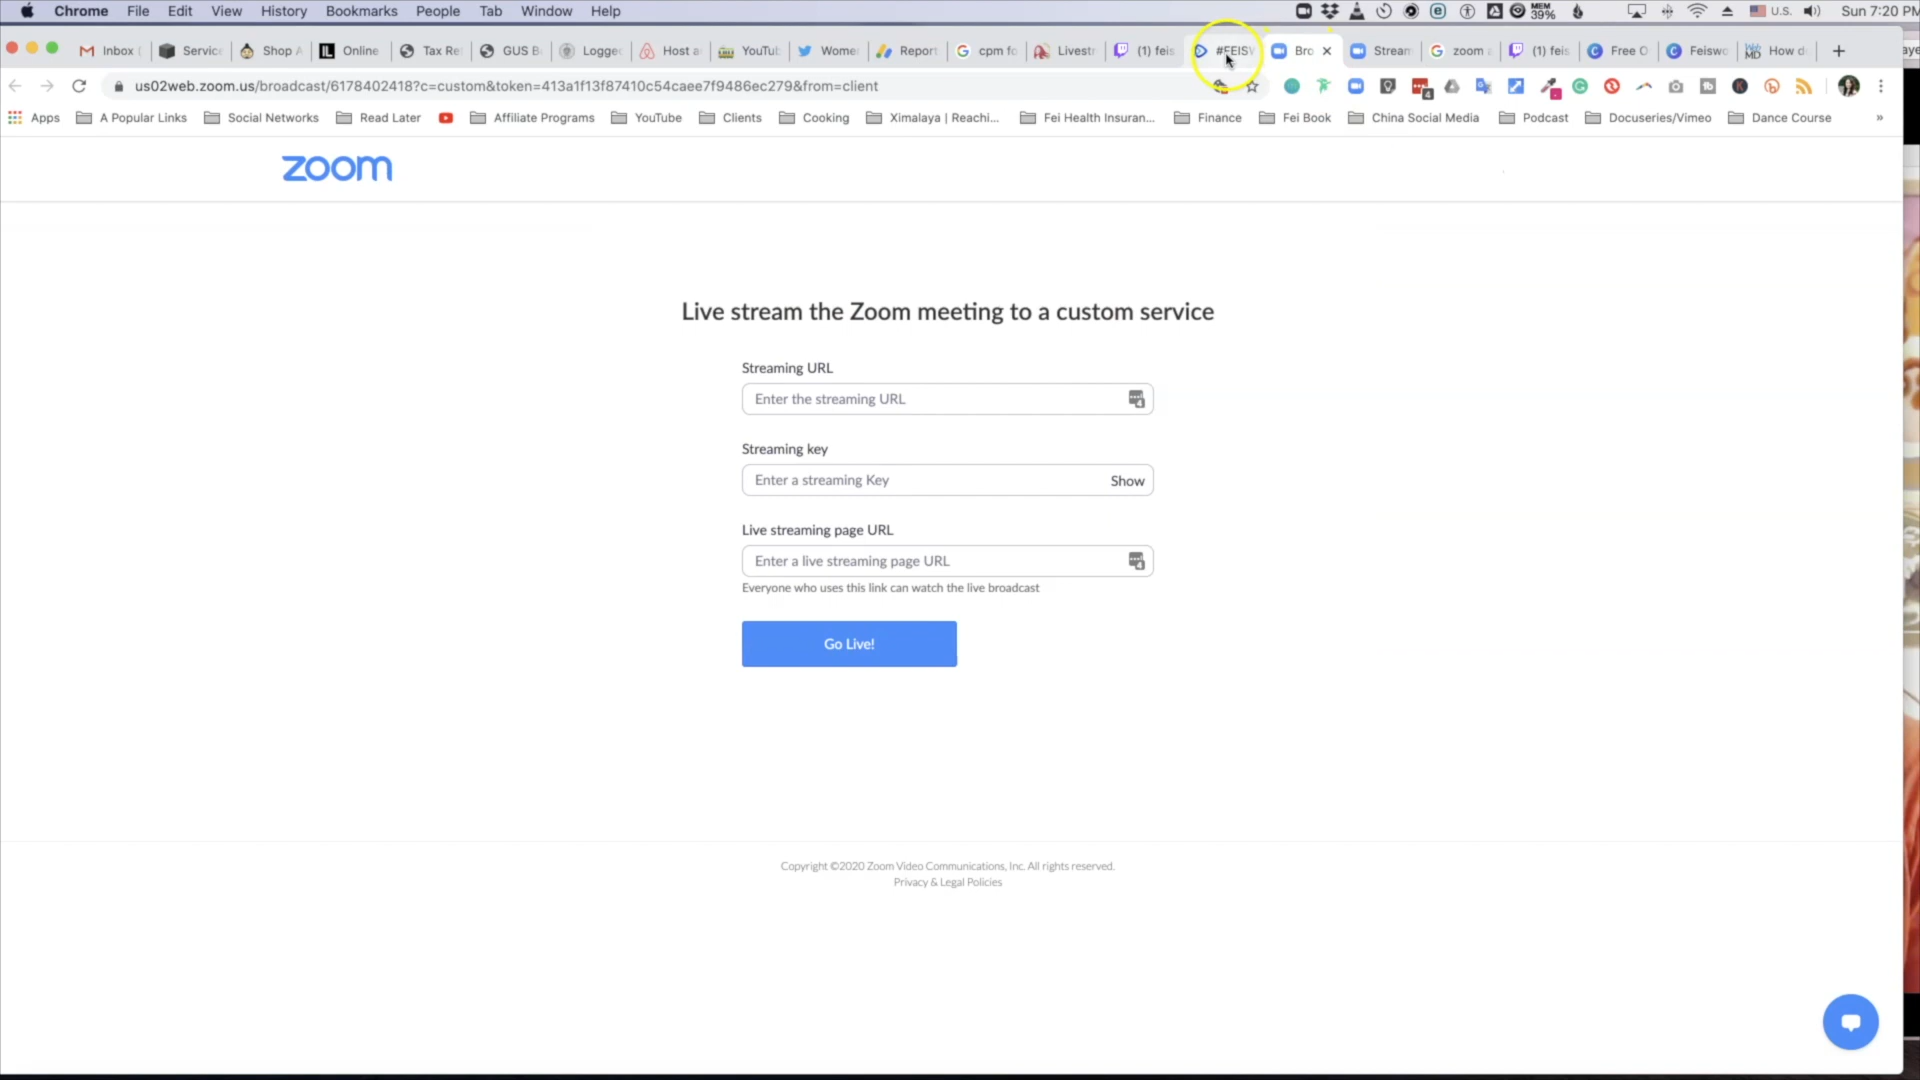 Chrome File Edit View History Bookmarks People Tab Window Help MEM 39% U.S. Sun 7:20 PM
Inbox Service Shop A Online Tax Re GUS B Logge Host a YouTub Wome Report cpm fo Livestr (1) feis #FEISW Bro Stream zoom (1) feis Free O Feiswo How d
us02web.zoom.us/broadcast/6178402418?c=custom&token=413a1f13f87410c54caee7f9486ec279&from=client
Apps A Popular Links Social Networks Read Later Affiliate Programs YouTube Clients Cooking Ximalaya | Reachi... Fei Health Insuran... Finance Fei Book China Social Media Podcast Docuseries/Vimeo Dance Course »
zoom
Live stream the Zoom meeting to a custom service
Streaming URL
Enter the streaming URL
Streaming key
Enter a streaming Key Show
Live streaming page URL
Enter a live streaming page URL
Everyone who uses this link can watch the live broadcast
Go Live!
Copyright ©2020 Zoom Video Communications, Inc. All rights reserved.
Privacy & Legal Policies